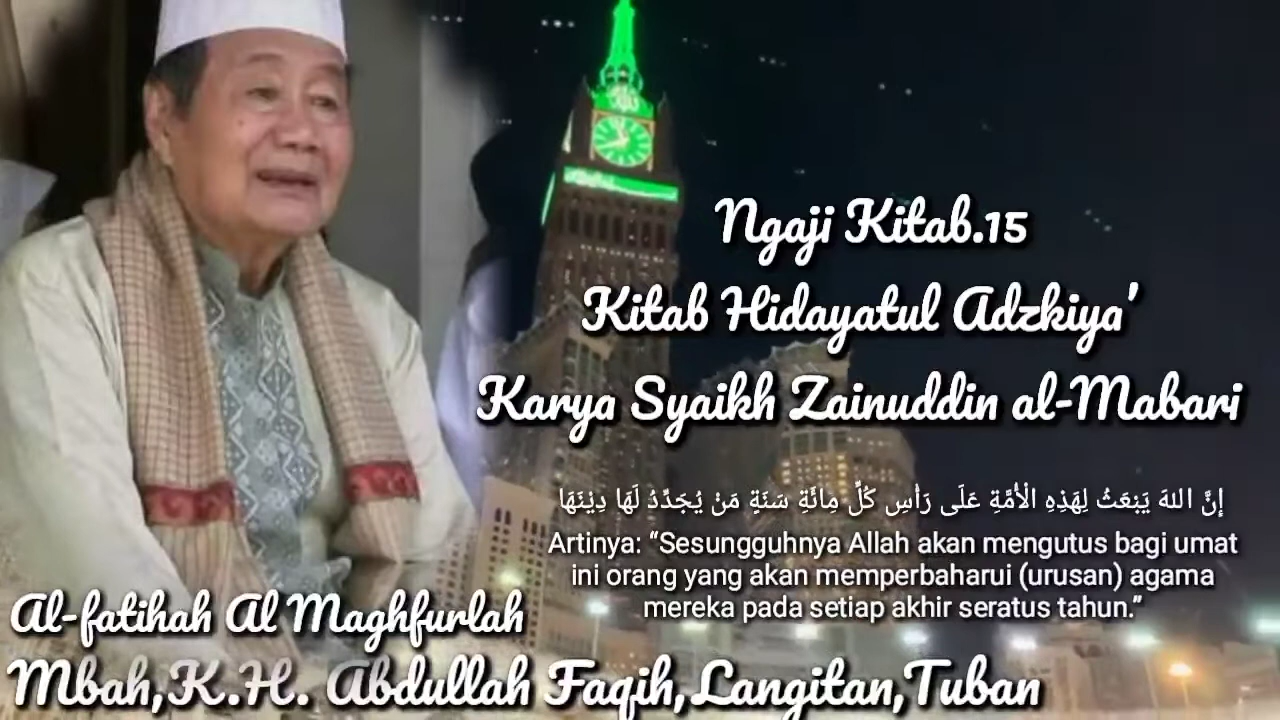 Ngaji Kitab.15
Kitab Hidayatul Adzkiya'
Karya Syaikh Zainuddin al-Mabari
إِنَّ اللهَ يَبْعَثُ لِهَذِهِ الْأُمَّةِ عَلَى رَأْسِ كُلِّ مِائَةِ سَنَةٍ مَنْ يُجَدِّدُ لَهَا دِيْنَهَا
Artinya: “Sesungguhnya Allah akan mengutus bagi umat
ini orang yang akan memperbaharui (urusan) agama
mereka pada setiap akhir seratus tahun.”
Al-fatihah Al Maghfurlah
Mbah,K.H. Abdullah Faqih,Langitan,Tuban